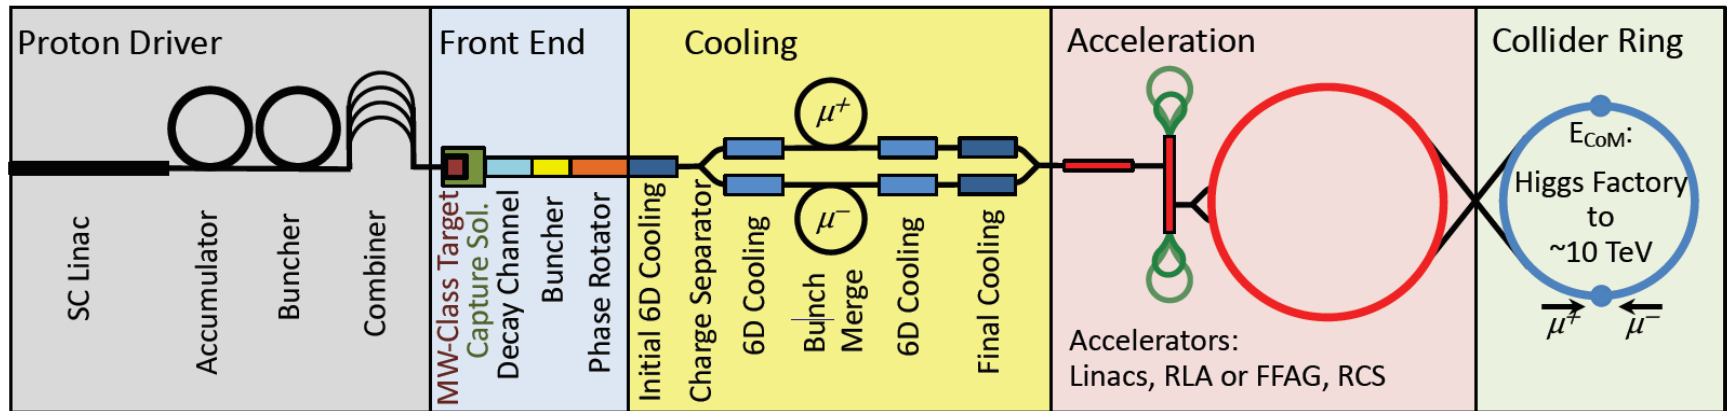 Proton Driver
SC Linac
Accumulator
Buncher
Combiner
Front End
MW-Class Target
Capture Sol.
Decay Channel
Buncher
Phase Rotator
Cooling
Initial 6D Cooling
Charge Separator
6D Cooling
μ+
μ−
Bunch
Merge
6D Cooling
Final Cooling
Acceleration
Accelerators:
Linacs, RLA or FFAG, RCS
Collider Ring
ECoM:
Higgs Factory
to
~10 TeV
μ+ μ−